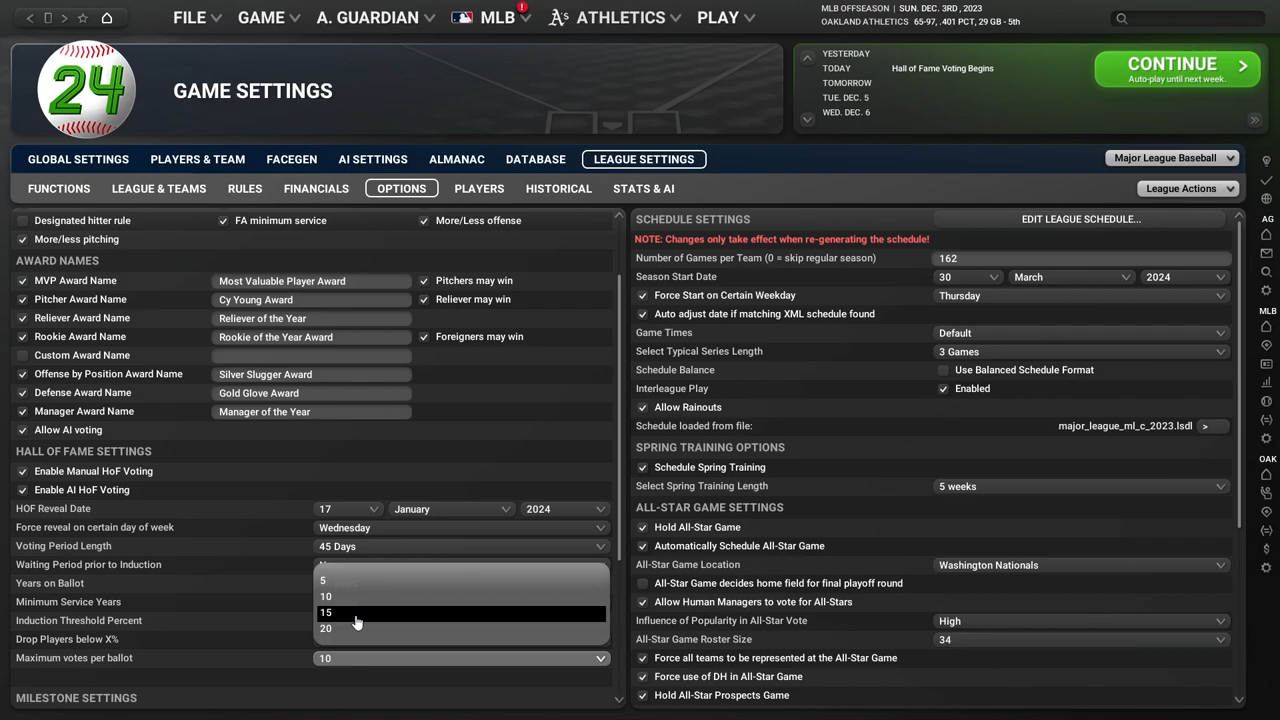 FILE GAME A. GUARDIAN MLB ! A's ATHLETICS PLAY
MLB OFFSEASON | SUN. DEC. 3RD , 2023
OAKLAND ATHLETICS 65-97, .401 PCT, 29 GB - 5th
24
GAME SETTINGS
YESTERDAY
TODAY Hall of Fame Voting Begins
TOMORROW
TUE. DEC. 5
WED. DEC. 6
CONTINUE
Auto-play until next week.
GLOBAL SETTINGS PLAYERS & TEAM FACEGEN AI SETTINGS ALMANAC DATABASE LEAGUE SETTINGS Major League Baseball
FUNCTIONS LEAGUE & TEAMS RULES FINANCIALS OPTIONS PLAYERS HISTORICAL STATS & AI League Actions
Designated hitter rule FA minimum service More/Less offense
More/less pitching
AWARD NAMES
MVP Award Name Most Valuable Player Award Pitchers may win
Pitcher Award Name Cy Young Award Reliever may win
Reliever Award Name Reliever of the Year
Rookie Award Name Rookie of the Year Award Foreigners may win
Custom Award Name
Offense by Position Award Name Silver Slugger Award
Defense Award Name Gold Glove Award
Manager Award Name Manager of the Year
Allow AI voting
HALL OF FAME SETTINGS
Enable Manual HoF Voting
Enable AI HoF Voting
HOF Reveal Date 17 January 2024
Force reveal on certain day of week Wednesday
Voting Period Length 45 Days
Waiting Period prior to Induction
Years on Ballot
Minimum Service Years
Induction Threshold Percent
Drop Players below X%
5
10
15
20
Maximum votes per ballot 10
MILESTONE SETTINGS
SCHEDULE SETTINGS EDIT LEAGUE SCHEDULE...
NOTE: Changes only take effect when re-generating the schedule!
Number of Games per Team (0 = skip regular season) 162
Season Start Date 30 March 2024
Force Start on Certain Weekday Thursday
Auto adjust date if matching XML schedule found
Game Times Default
Select Typical Series Length 3 Games
Schedule Balance Use Balanced Schedule Format
Interleague Play Enabled
Allow Rainouts
Schedule loaded from file: major_league_ml_c_2023.lsdl >
SPRING TRAINING OPTIONS
Schedule Spring Training
Select Spring Training Length 5 weeks
ALL-STAR GAME SETTINGS
Hold All-Star Game
Automatically Schedule All-Star Game
All-Star Game Location Washington Nationals
All-Star Game decides home field for final playoff round
Allow Human Managers to vote for All-Stars
Influence of Popularity in All-Star Vote High
All-Star Game Roster Size 34
Force all teams to be represented at the All-Star Game
Force use of DH in All-Star Game
Hold All-Star Prospects Game
AG
MLB
OAK